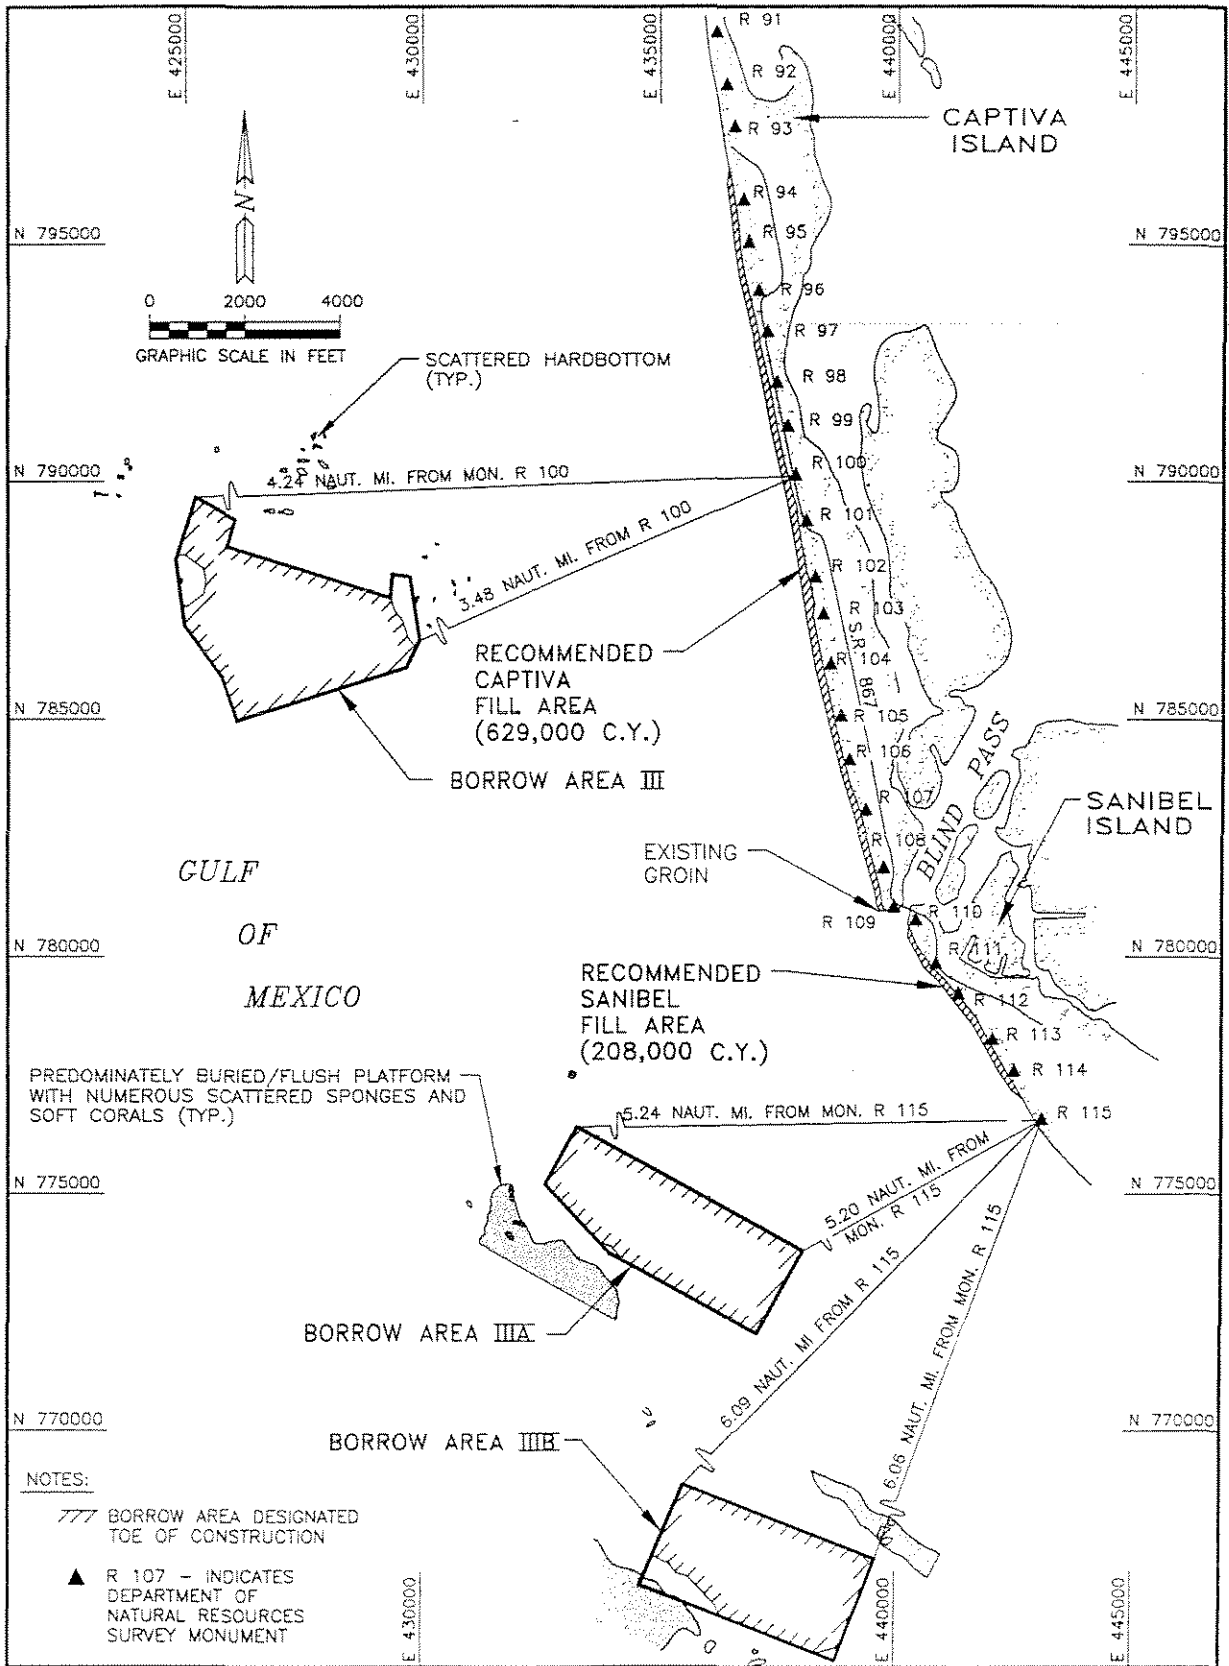 E 425000
E 430000
E 435000
E 440000
E 445000
R 91
R 92
R 93
CAPTIVA
ISLAND
N
R 94
R 95
N 795000
N 795000
R 96
0 2000 4000
GRAPHIC SCALE IN FEET
R 97
SCATTERED HARDBOTTOM
(TYP.)
R 98
R 99
R 100
N 790000
N 790000
4.24 NAUT. MI. FROM MON. R 100
R 101
3.48 NAUT. MI. FROM R 100
R 102
R 103
S.R. 867
RECOMMENDED
CAPTIVA
FILL AREA
(629,000 C.Y.)
R 104
R 105
N 785000
N 785000
R 106
BORROW AREA III
R 107
BLIND PASS
SANIBEL
ISLAND
R 108
EXISTING
GROIN
GULF
OF
MEXICO
R 109
R 110
R 111
N 780000
N 780000
RECOMMENDED
SANIBEL
FILL AREA
(208,000 C.Y.)
R 112
R 113
R 114
PREDOMINATELY BURIED/FLUSH PLATFORM
WITH NUMEROUS SCATTERED SPONGES AND
SOFT CORALS (TYP.)
5.24 NAUT. MI. FROM MON. R 115
R 115
N 775000
N 775000
5.20 NAUT. MI. FROM
MON. R 115
6.09 NAUT. MI FROM R 115
6.06 NAUT. MI. FROM MON. R 115
BORROW AREA IIIA
N 770000
N 770000
BORROW AREA IIIB
NOTES:
BORROW AREA DESIGNATED
TOE OF CONSTRUCTION
R 107 - INDICATES
DEPARTMENT OF
NATURAL RESOURCES
SURVEY MONUMENT
E 430000
E 440000
E 445000